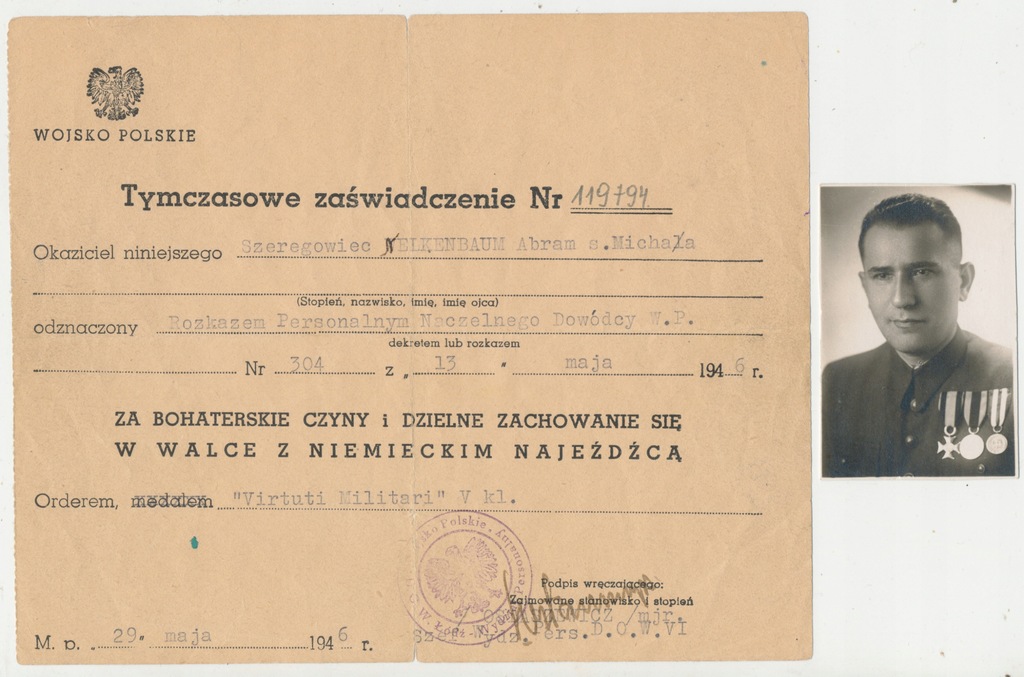 WOJSKO POLSKIE
Tymczasowe zaświadczenie Nr 119794
Okaziciel niniejszego Szeregowiec NELKENBAUM Abram s.Michała
(Stopień, nazwisko, imię, imię ojca)
odznaczony Rozkazem Personalnym Naczelnego Dowódcy W.P.
dekretem lub rozkazem
Nr 304 z „ 13 " maja 1946 r.
ZA BOHATERSKIE CZYNY i DZIELNE ZACHOWANIE SIĘ
W WALCE Z NIEMIECKIM NAJEŹDŹCĄ
Orderem, medalem "Virtuti Militari" V kl.
Polskie
Podpis wręczającego:
Zajmowane stanowisko i stopień
mjr.
Pers.D.O.W.VI
M. p. „ 29 " maja 1946 r.